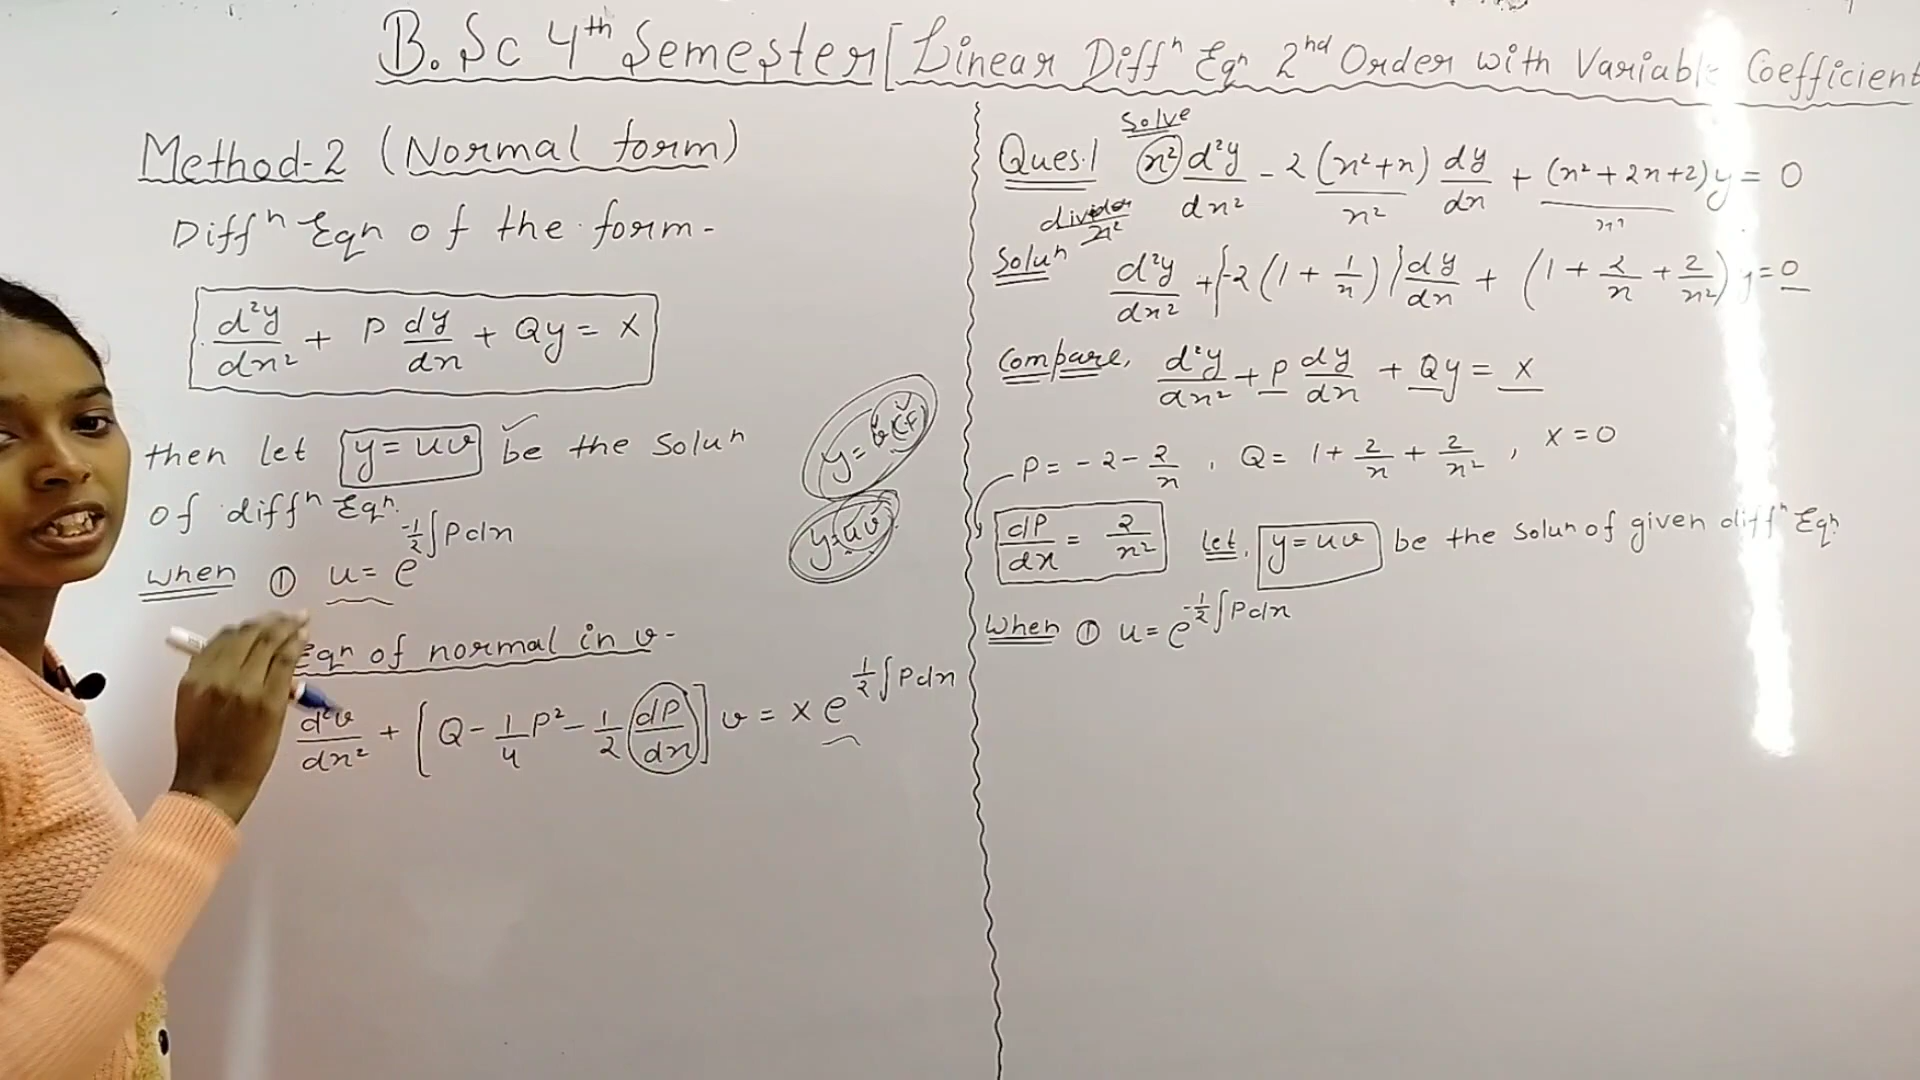 B.Sc 4th Semester [Linear Diffn Eqn 2nd Order with Variable Coefficient
Method-2 (Normal form)
Diffn Eqn of the form-
d²y/dx² + P dy/dx + Qy = X
then let y = uv be the Solun
of diffn Eqn.
When ① u = e^(-1/2 ∫Pdx)
Eqn of normal in v-
d²v/dx² + [Q - 1/4 P² - 1/2 (dP/dx)] v = X e^(1/2 ∫Pdx)
y = uv
Solve
Ques.1 x² d²y/dx² - 2 (x²+x)/x² dy/dx + (x²+2x+2)y = 0
Solun d²y/dx² + {-2(1 + 1/x)} dy/dx + (1 + 2/x + 2/x²) y = 0
Compare, d²y/dx² + P dy/dx + Qy = X
P = -2 - 2/x , Q = 1 + 2/x + 2/x² , X = 0
dP/dx = 2/x² Let, y = uv be the Solun of given diffn Eqn.
When ① u = e^(-1/2 ∫Pdx)